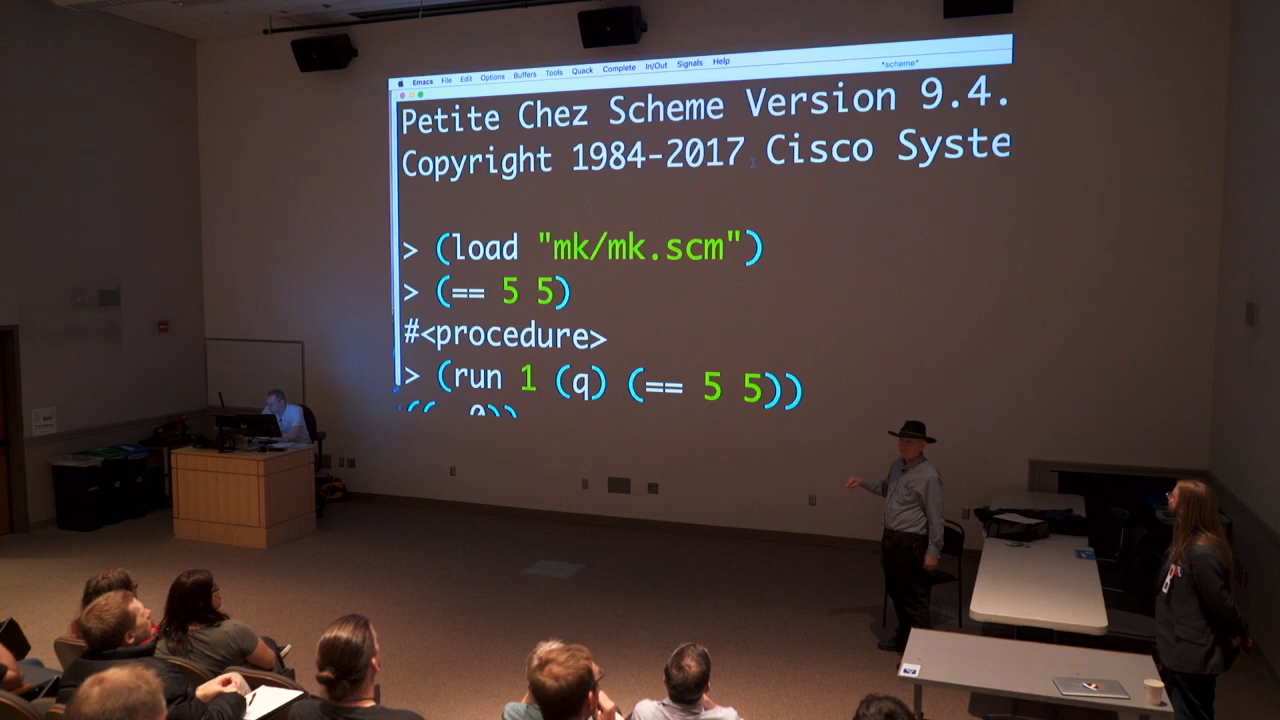 Emacs File Edit Options Buffers Tools Quack Complete In/Out Signals Help
*scheme*
Petite Chez Scheme Version 9.4.
Copyright 1984-2017 Cisco Syste
> (load "mk/mk.scm")
> (== 5 5)
#<procedure>
> (run 1 (q) (== 5 5))